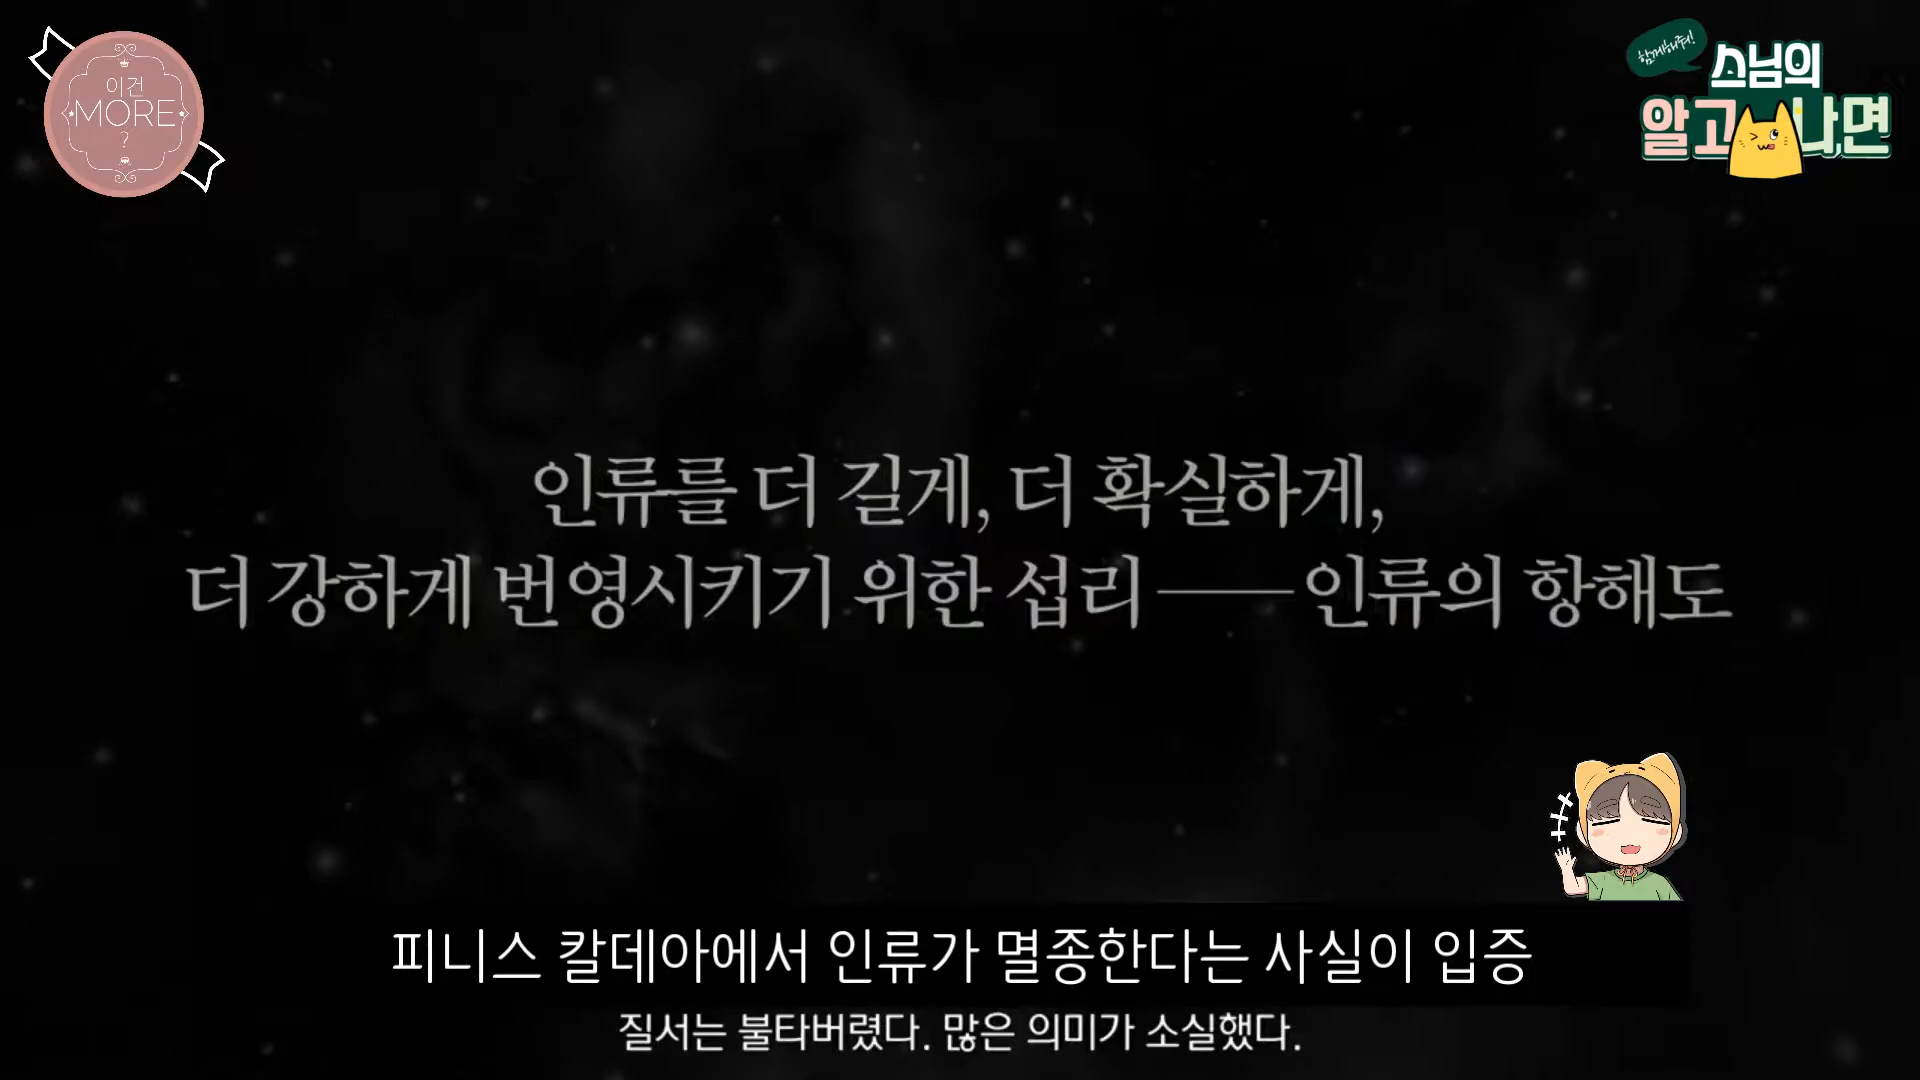 이건
MORE
?
함께해줘!
스님의
알고 나면
인류를 더 길게, 더 확실하게,
더 강하게 번영시키기 위한 섭리 ── 인류의 항해도
피니스 칼데아에서 인류가 멸종한다는 사실이 입증
질서는 불타버렸다. 많은 의미가 소실했다.